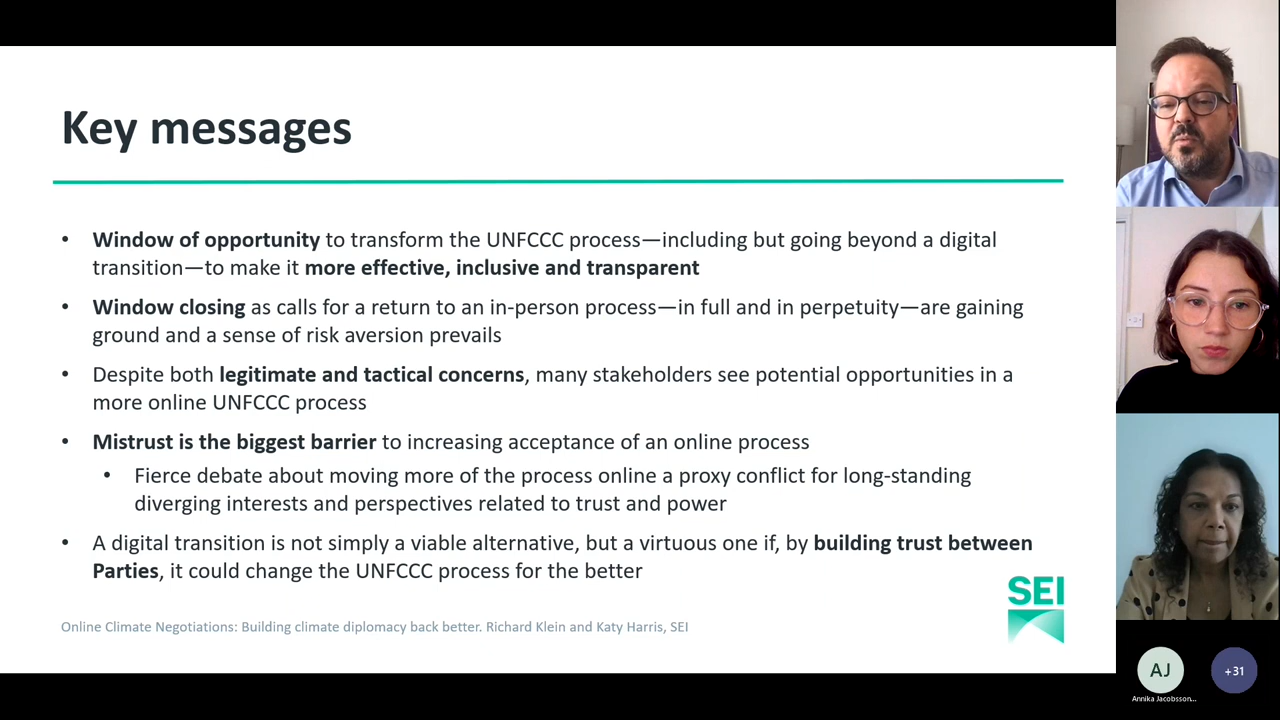 Key messages
• Window of opportunity to transform the UNFCCC process—including but going beyond a digital
transition—to make it more effective, inclusive and transparent
• Window closing as calls for a return to an in-person process—in full and in perpetuity—are gaining
ground and a sense of risk aversion prevails
• Despite both legitimate and tactical concerns, many stakeholders see potential opportunities in a
more online UNFCCC process
• Mistrust is the biggest barrier to increasing acceptance of an online process
• Fierce debate about moving more of the process online a proxy conflict for long-standing
diverging interests and perspectives related to trust and power
• A digital transition is not simply a viable alternative, but a virtuous one if, by building trust between
Parties, it could change the UNFCCC process for the better
SEI
Online Climate Negotiations: Building climate diplomacy back better. Richard Klein and Katy Harris, SEI
AJ
+31
Annika Jacobsson...